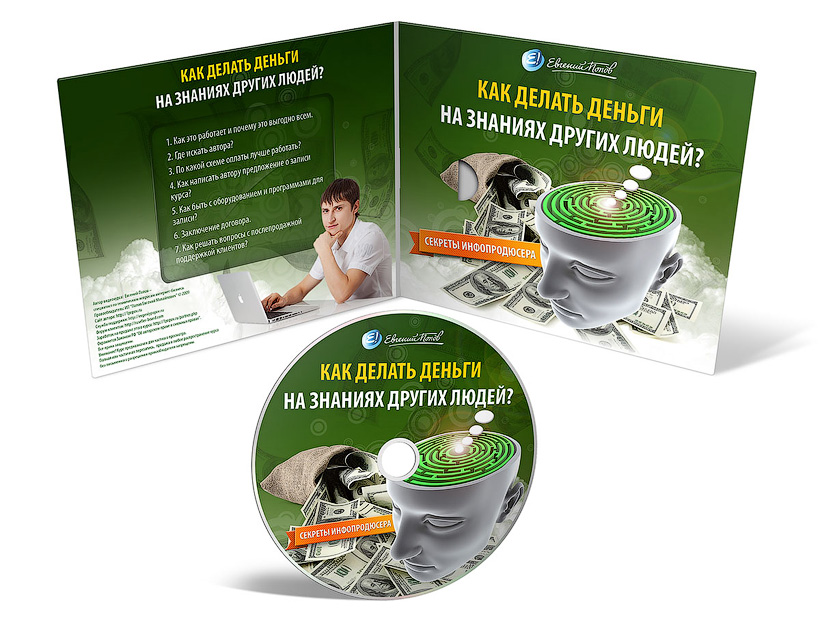 КАК ДЕЛАТЬ ДЕНЬГИ
НА ЗНАНИЯХ ДРУГИХ ЛЮДЕЙ?
1. Как это работает и почему это выгодно всем.
2. Где искать автора?
3. По какой схеме оплаты лучше работать?
4. Как написать автору предложение о записи
курса?
5. Как быть с оборудованием и программами для
записи?
6. Заключение договора.
7. Как решать вопросы с послепродажной
поддержкой клиентов?
Е! Евгений Попов
КАК ДЕЛАТЬ ДЕНЬГИ
НА ЗНАНИЯХ ДРУГИХ ЛЮДЕЙ?
СЕКРЕТЫ ИНФОПРОДЮСЕРА
Е! Евгений Попов
КАК ДЕЛАТЬ ДЕНЬГИ
НА ЗНАНИЯХ ДРУГИХ ЛЮДЕЙ?
СЕКРЕТЫ ИНФОПРОДЮСЕРА